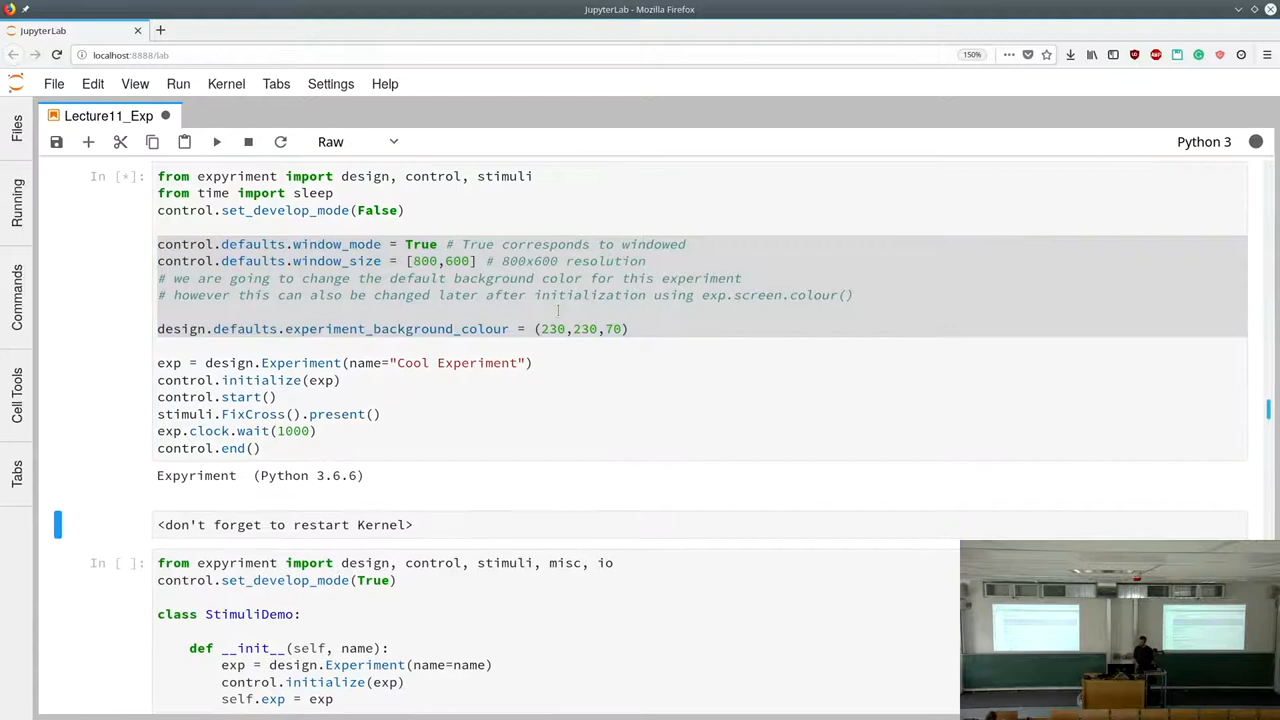 JupyterLab - Mozilla Firefox
JupyterLab
localhost:8888/lab
150%
File Edit View Run Kernel Tabs Settings Help
Lecture11_Exp
Raw
Python 3
Files
Running
Commands
Cell Tools
Tabs
In [*]:
from expyriment import design, control, stimuli
from time import sleep
control.set_develop_mode(False)
control.defaults.window_mode = True # True corresponds to windowed
control.defaults.window_size = [800,600] # 800x600 resolution
# we are going to change the default background color for this experiment
# however this can also be changed later after initialization using exp.screen.colour()
design.defaults.experiment_background_colour = (230,230,70)
exp = design.Experiment(name="Cool Experiment")
control.initialize(exp)
control.start()
stimuli.FixCross().present()
exp.clock.wait(1000)
control.end()
Expyriment (Python 3.6.6)
<don't forget to restart Kernel>
In [ ]:
from expyriment import design, control, stimuli, misc, io
control.set_develop_mode(True)
class StimuliDemo:
def __init__(self, name):
exp = design.Experiment(name=name)
control.initialize(exp)
self.exp = exp